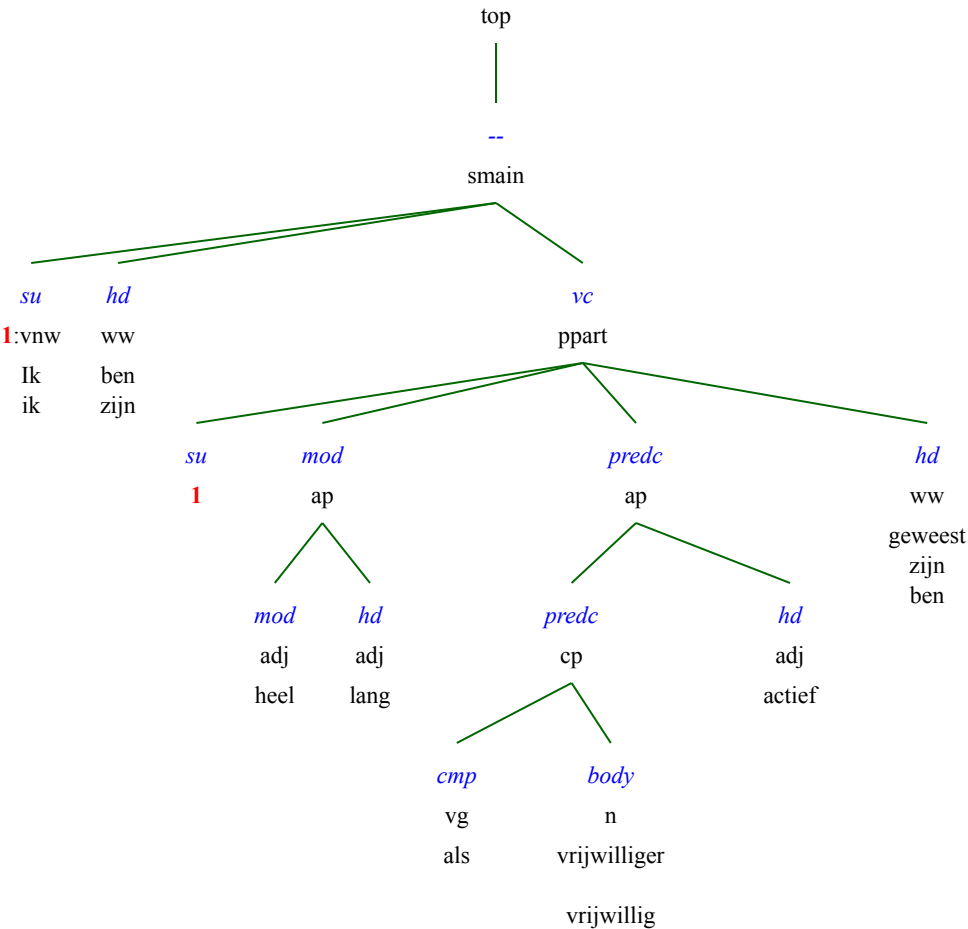 top
--
smain
su hd vc
1:vnw ww ppart
Ik ben
ik zijn
su mod predc hd
1 ap ap ww
geweest
zijn
ben
mod hd predc hd
adj adj cp adj
heel lang actief
cmp body
vg n
als vrijwilliger
vrijwillig